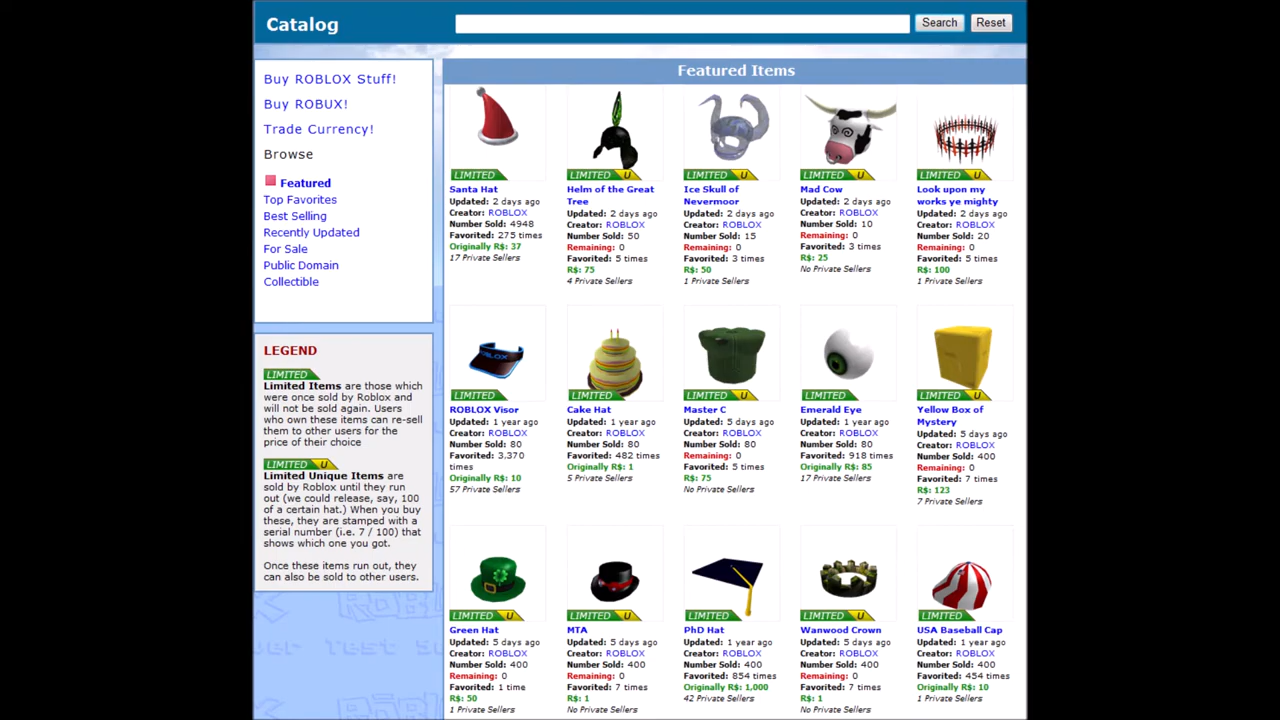 Catalog
Search
Reset
Buy ROBLOX Stuff!
Buy ROBUX!
Trade Currency!
Browse
Featured
Top Favorites
Best Selling
Recently Updated
For Sale
Public Domain
Collectible
LEGEND
LIMITED
Limited Items are those which
were once sold by Roblox and
will not be sold again. Users
who own these items can re-sell
them to other users for the
price of their choice
LIMITED U
Limited Unique Items are
sold by Roblox until they run
out (we could release, say, 100
of a certain hat.) When you buy
these, they are stamped with a
serial number (i.e. 7 / 100) that
shows which one you got.
Once these items run out, they
can also be sold to other users.
Featured Items
LIMITED
Santa Hat
Updated: 2 days ago
Creator: ROBLOX
Number Sold: 4948
Favorited: 275 times
Originally R$: 37
17 Private Sellers
LIMITED U
Helm of the Great
Tree
Updated: 2 days ago
Creator: ROBLOX
Number Sold: 50
Remaining: 0
Favorited: 5 times
R$: 75
4 Private Sellers
LIMITED U
Ice Skull of
Nevermoor
Updated: 2 days ago
Creator: ROBLOX
Number Sold: 15
Remaining: 0
Favorited: 3 times
R$: 50
1 Private Sellers
LIMITED U
Mad Cow
Updated: 2 days ago
Creator: ROBLOX
Number Sold: 10
Remaining: 0
Favorited: 3 times
R$: 25
No Private Sellers
LIMITED U
Look upon my
works ye mighty
Updated: 2 days ago
Creator: ROBLOX
Number Sold: 20
Remaining: 0
Favorited: 5 times
R$: 100
1 Private Sellers
ROBLOX
LIMITED
ROBLOX Visor
Updated: 1 year ago
Creator: ROBLOX
Number Sold: 80
Favorited: 3,370
times
Originally R$: 10
57 Private Sellers
LIMITED
Cake Hat
Updated: 1 year ago
Creator: ROBLOX
Number Sold: 80
Favorited: 482 times
Originally R$: 1
5 Private Sellers
LIMITED U
Master C
Updated: 5 days ago
Creator: ROBLOX
Number Sold: 80
Remaining: 0
Favorited: 5 times
R$: 75
No Private Sellers
LIMITED
Emerald Eye
Updated: 1 year ago
Creator: ROBLOX
Number Sold: 80
Favorited: 918 times
Originally R$: 85
17 Private Sellers
LIMITED U
Yellow Box of
Mystery
Updated: 5 days ago
Creator: ROBLOX
Number Sold: 400
Remaining: 0
Favorited: 7 times
R$: 123
7 Private Sellers
LIMITED U
Green Hat
Updated: 5 days ago
Creator: ROBLOX
Number Sold: 400
Remaining: 0
Favorited: 1 time
R$: 50
1 Private Sellers
LIMITED U
MTA
Updated: 5 days ago
Creator: ROBLOX
Number Sold: 400
Remaining: 0
Favorited: 7 times
R$: 1
No Private Sellers
LIMITED
PhD Hat
Updated: 1 year ago
Creator: ROBLOX
Number Sold: 400
Favorited: 854 times
Originally R$: 1,000
42 Private Sellers
LIMITED U
Wanwood Crown
Updated: 5 days ago
Creator: ROBLOX
Number Sold: 400
Remaining: 0
Favorited: 7 times
R$: 1
No Private Sellers
LIMITED
USA Baseball Cap
Updated: 1 year ago
Creator: ROBLOX
Number Sold: 400
Favorited: 454 times
Originally R$: 10
1 Private Sellers